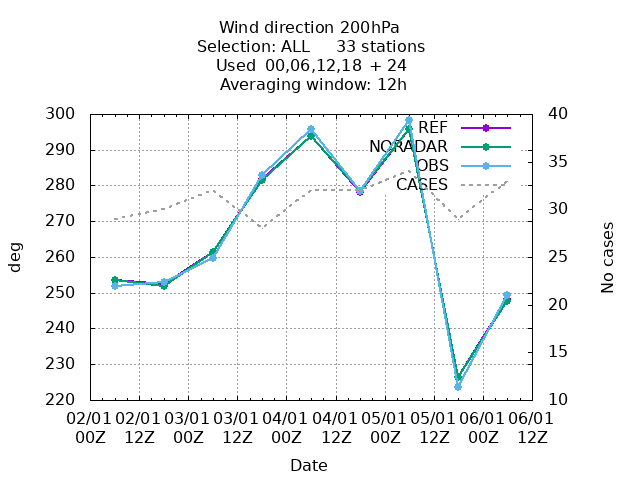 Wind direction 200hPa
Selection: ALL     33 stations
Used  00,06,12,18  + 24
Averaging window: 12h
300
290
280
270
260
250
240
230
220
deg
40
35
30
25
20
15
10
No cases
REF
NORADAR
OBS
CASES
02/01 02/01 03/01 03/01 04/01 04/01 05/01 05/01 06/01 06/01
00Z 12Z 00Z 12Z 00Z 12Z 00Z 12Z 00Z 12Z
Date